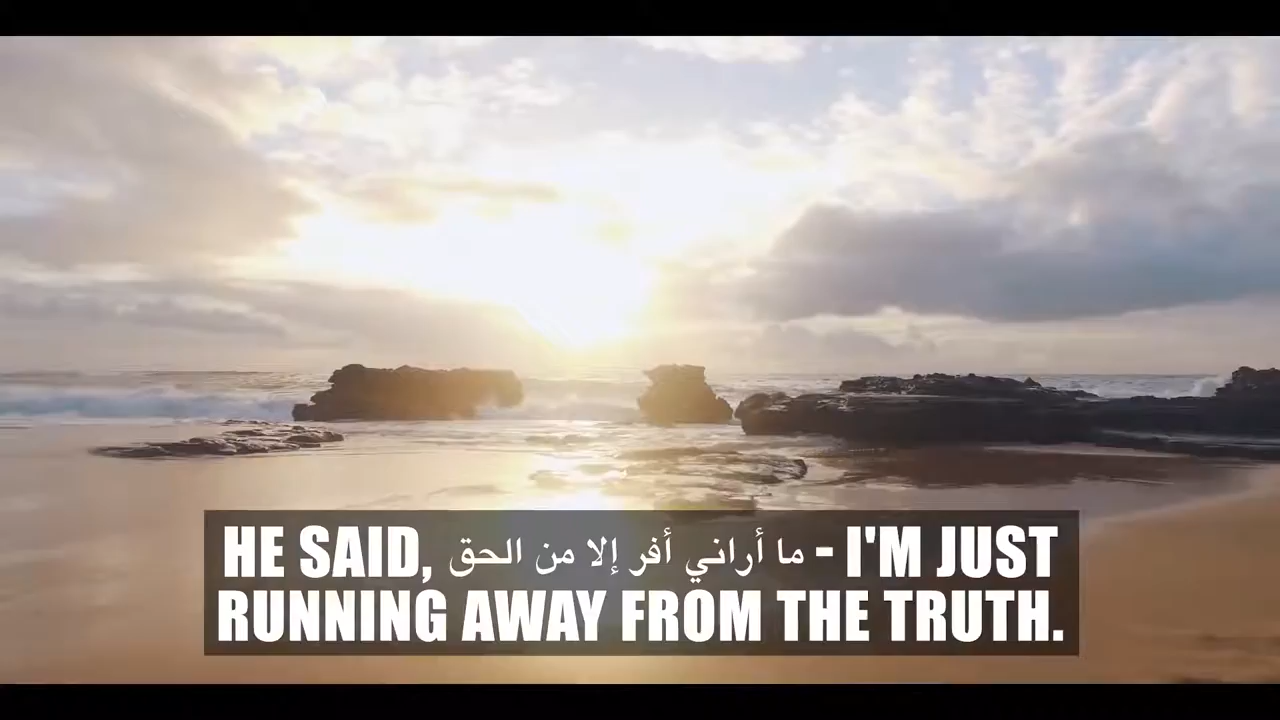 HE SAID, ما أراني أفر إلا من الحق - I'M JUST
RUNNING AWAY FROM THE TRUTH.